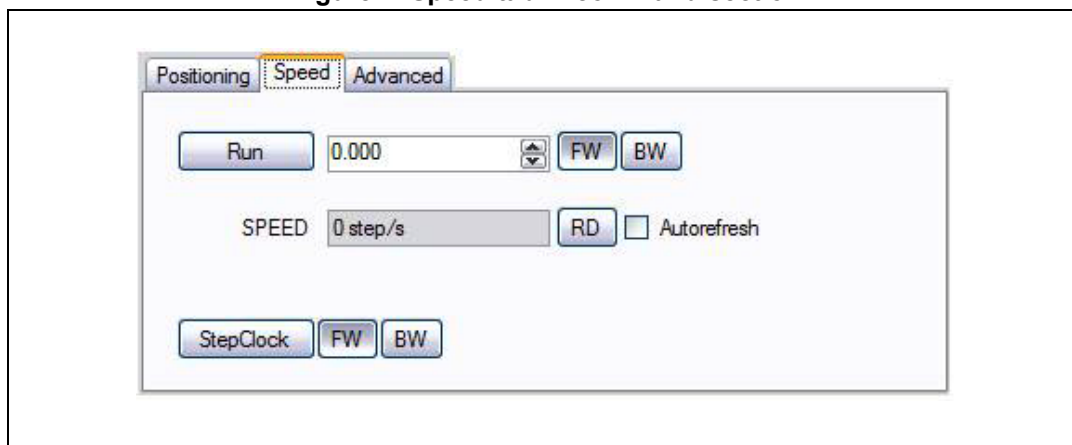 Positioning Speed Advanced
Run 0.000 FW BW
SPEED 0 step/s RD Autorefresh
StepClock FW BW